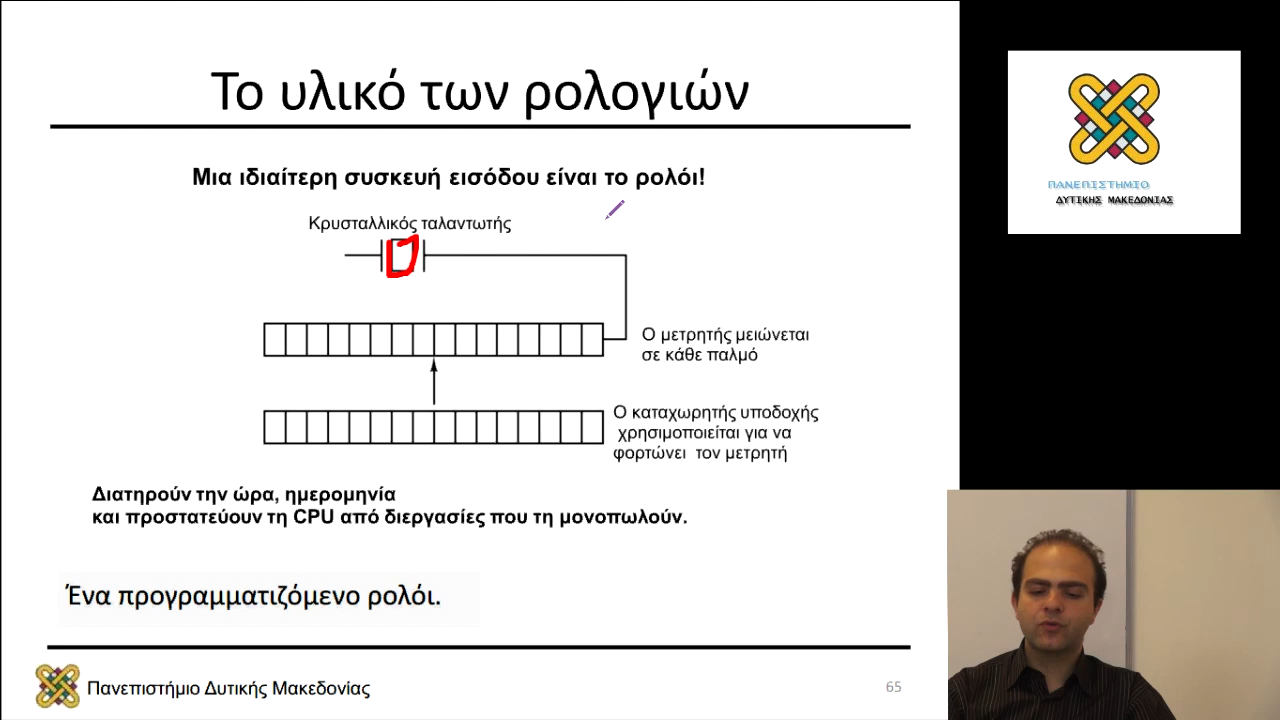 Το υλικό των ρολογιών
Μια ιδιαίτερη συσκευή εισόδου είναι το ρολόι!
Κρυσταλλικός ταλαντωτής
Ο μετρητής μειώνεται
σε κάθε παλμό
Ο καταχωρητής υποδοχής
χρησιμοποιείται για να
φορτώνει τον μετρητή
Διατηρούν την ώρα, ημερομηνία
και προστατεύουν τη CPU από διεργασίες που τη μονοπωλούν.
Ένα προγραμματιζόμενο ρολόι.
Πανεπιστήμιο Δυτικής Μακεδονίας
65
ΠΑΝΕΠΙΣΤΗΜΙΟ
ΔΥΤΙΚΗΣ ΜΑΚΕΔΟΝΙΑΣ